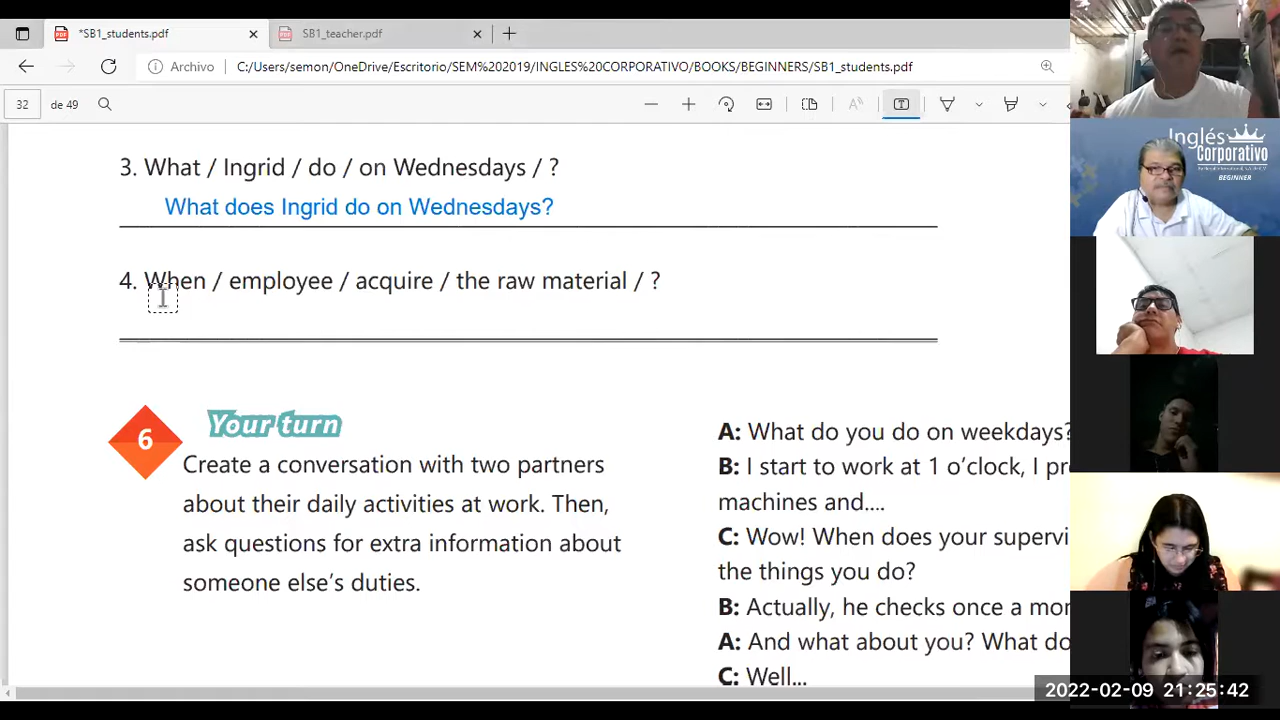 *SB1_students.pdf
SB1_teacher.pdf
Archivo
C:/Users/semon/OneDrive/Escritorio/SEM%202019/INGLES%20CORPORATIVO/BOOKS/BEGINNERS/SB1_students.pdf
32
de 49
3. What / Ingrid / do / on Wednesdays / ?
What does Ingrid do on Wednesdays?
4. When / employee / acquire / the raw material / ?
6
Your turn
Create a conversation with two partners
about their daily activities at work. Then,
ask questions for extra information about
someone else's duties.
A: What do you do on weekdays?
B: I start to work at 1 o'clock, I pr
machines and....
C: Wow! When does your supervi
the things you do?
B: Actually, he checks once a mon
A: And what about you? What do
C: Well...
Inglés
Corporativo
BEGINNER
2022-02-09 21:25:42